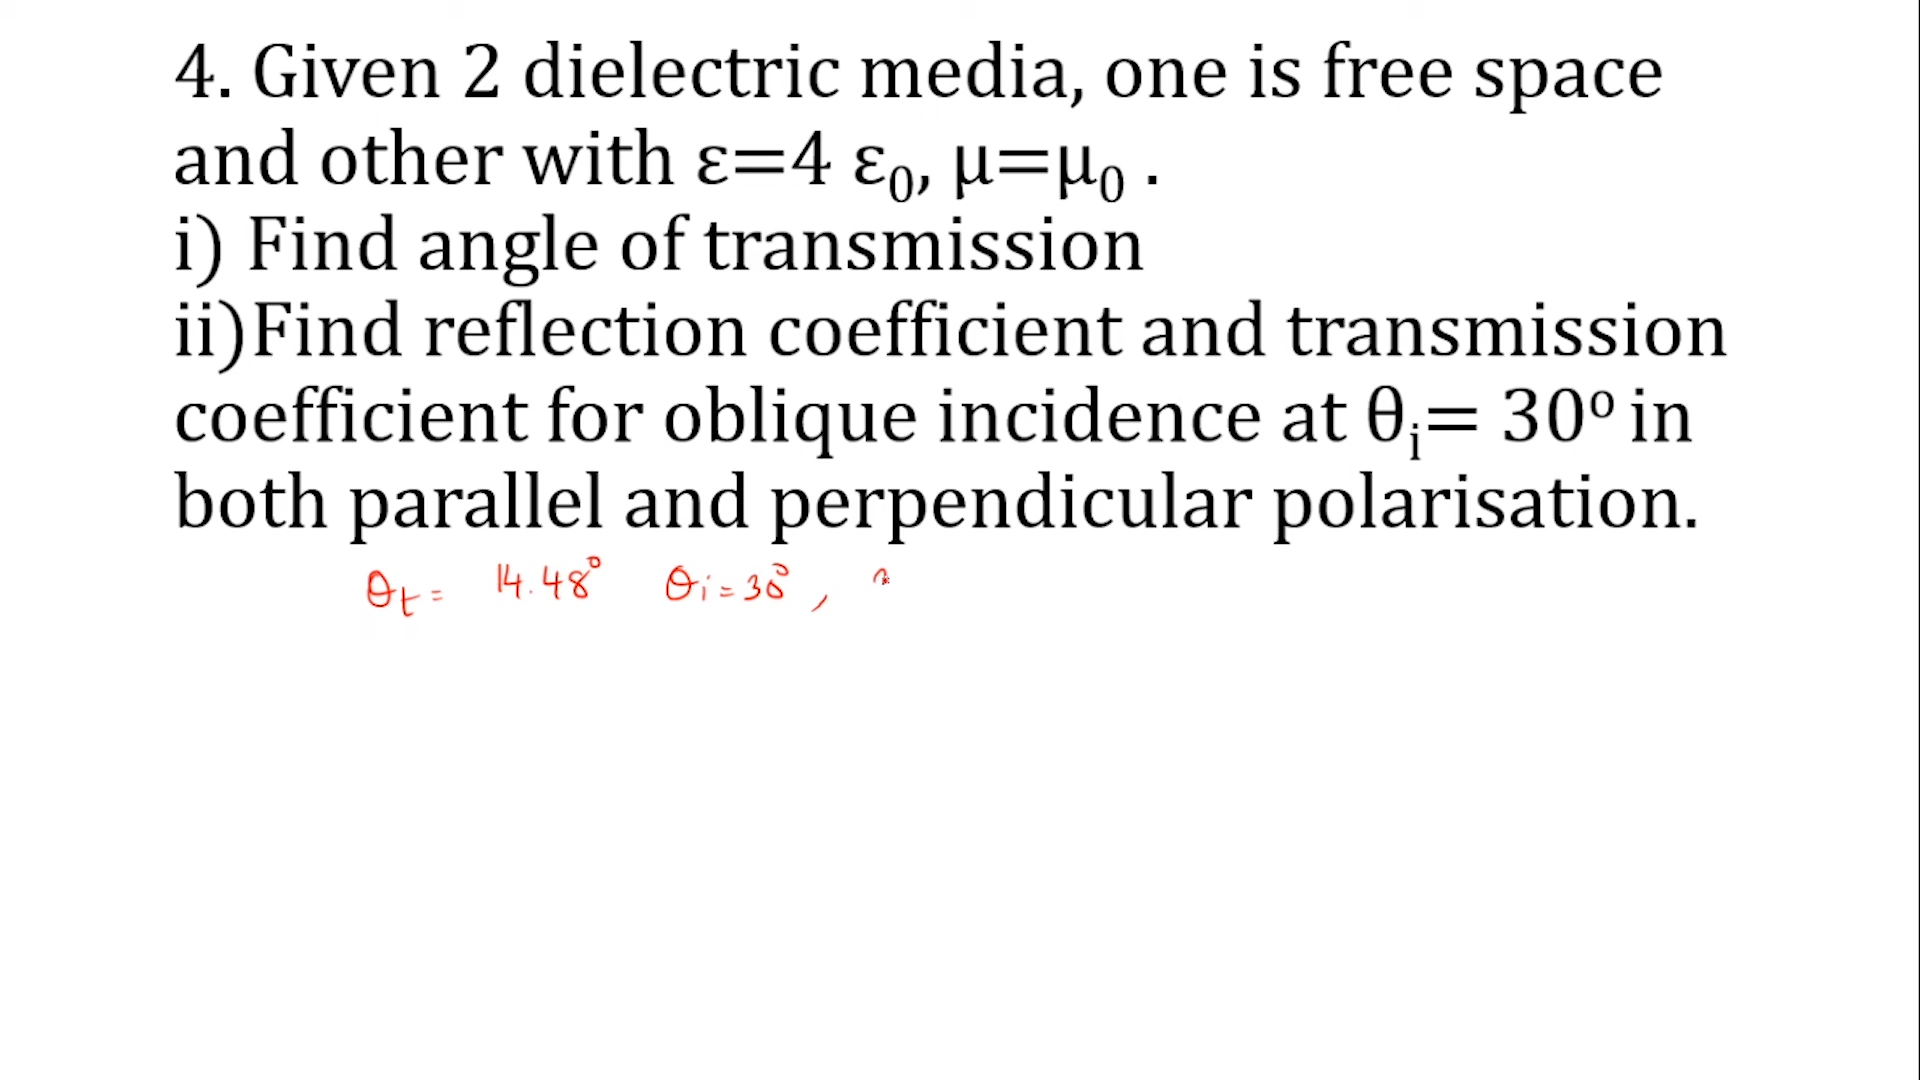 4. Given 2 dielectric media, one is free space
and other with ε=4 ε₀, μ=μ₀ .
i) Find angle of transmission
ii)Find reflection coefficient and transmission
coefficient for oblique incidence at θᵢ= 30º in
both parallel and perpendicular polarisation.
θₜ = 14.48° θᵢ = 30° ,